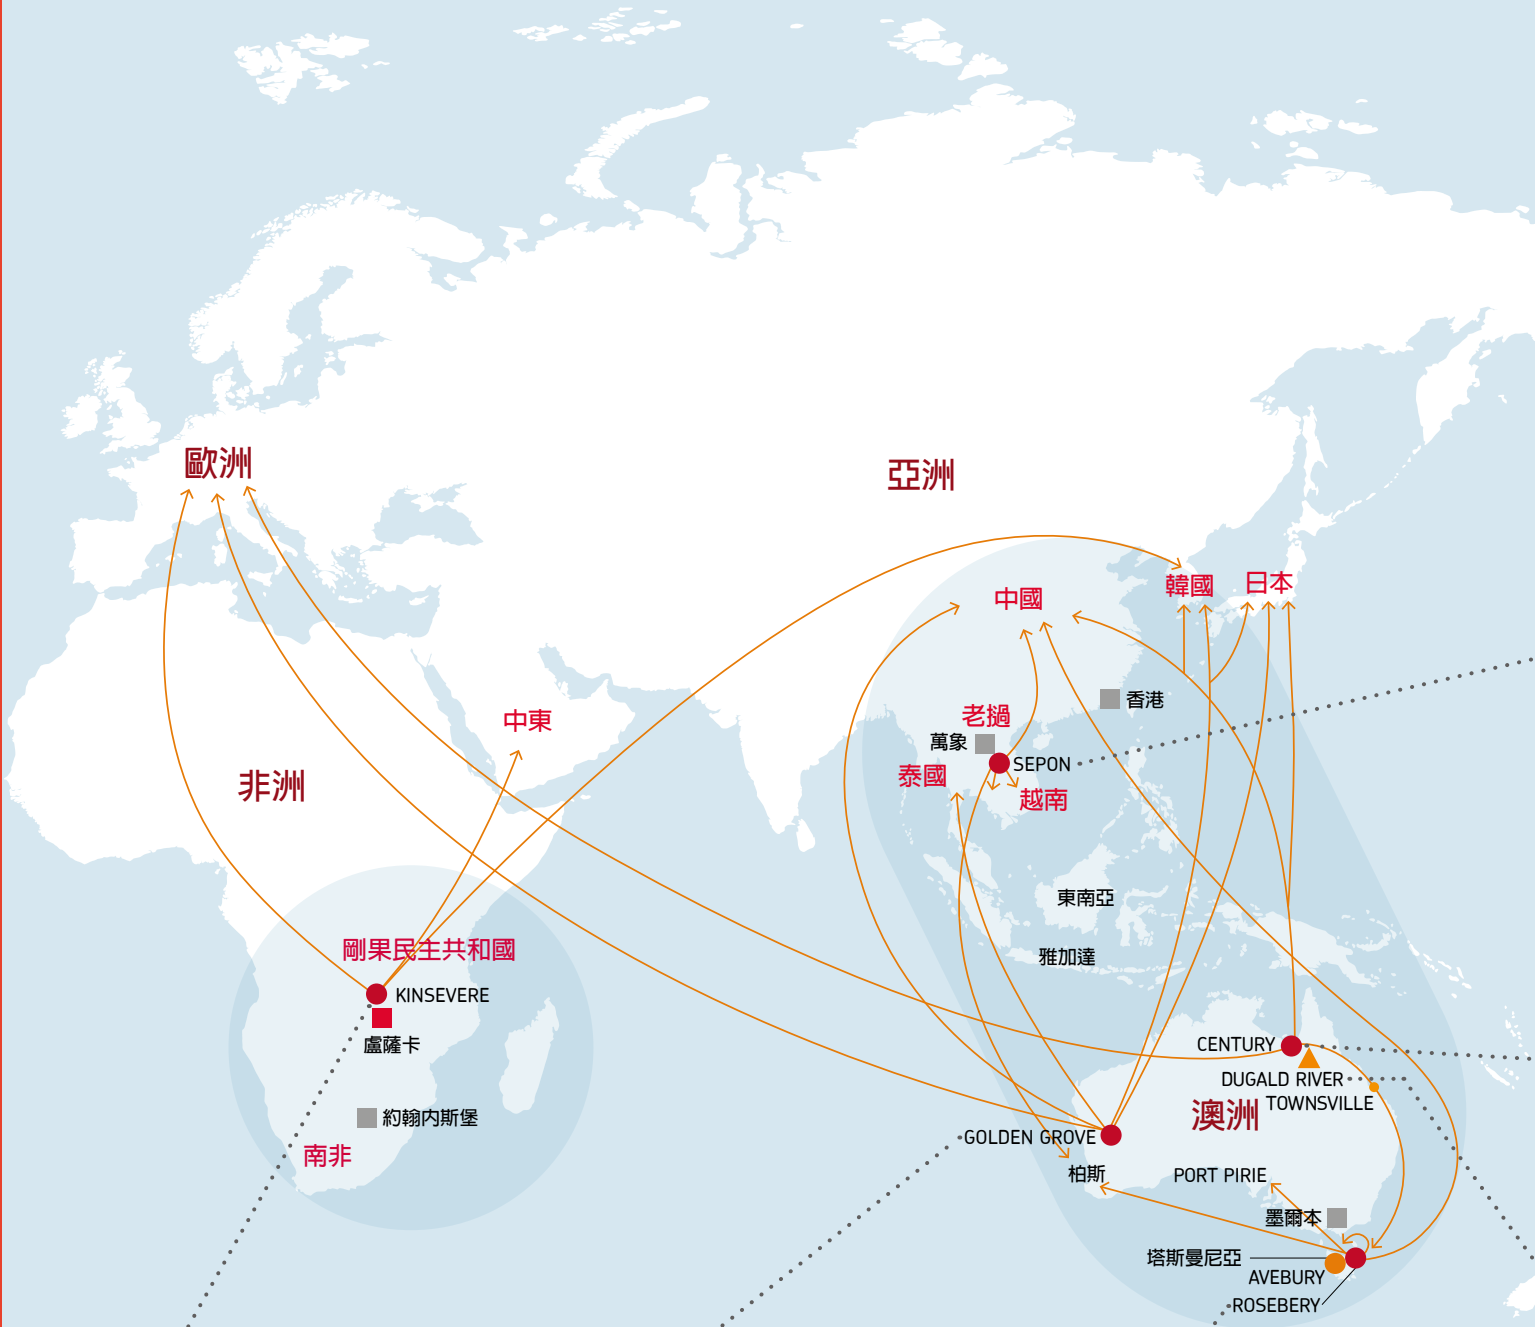 歐洲
亞洲
中國
韓國
日本
香港
老撾
萬象
SEPON
泰國
越南
中東
非洲
東南亞
雅加達
剛果民主共和國
KINSEVERE
盧薩卡
約翰内斯堡
南非
CENTURY
DUGALD RIVER
TOWNSVILLE
澳洲
GOLDEN GROVE
柏斯
PORT PIRIE
墨爾本
塔斯曼尼亞
AVEBURY
ROSEBERY